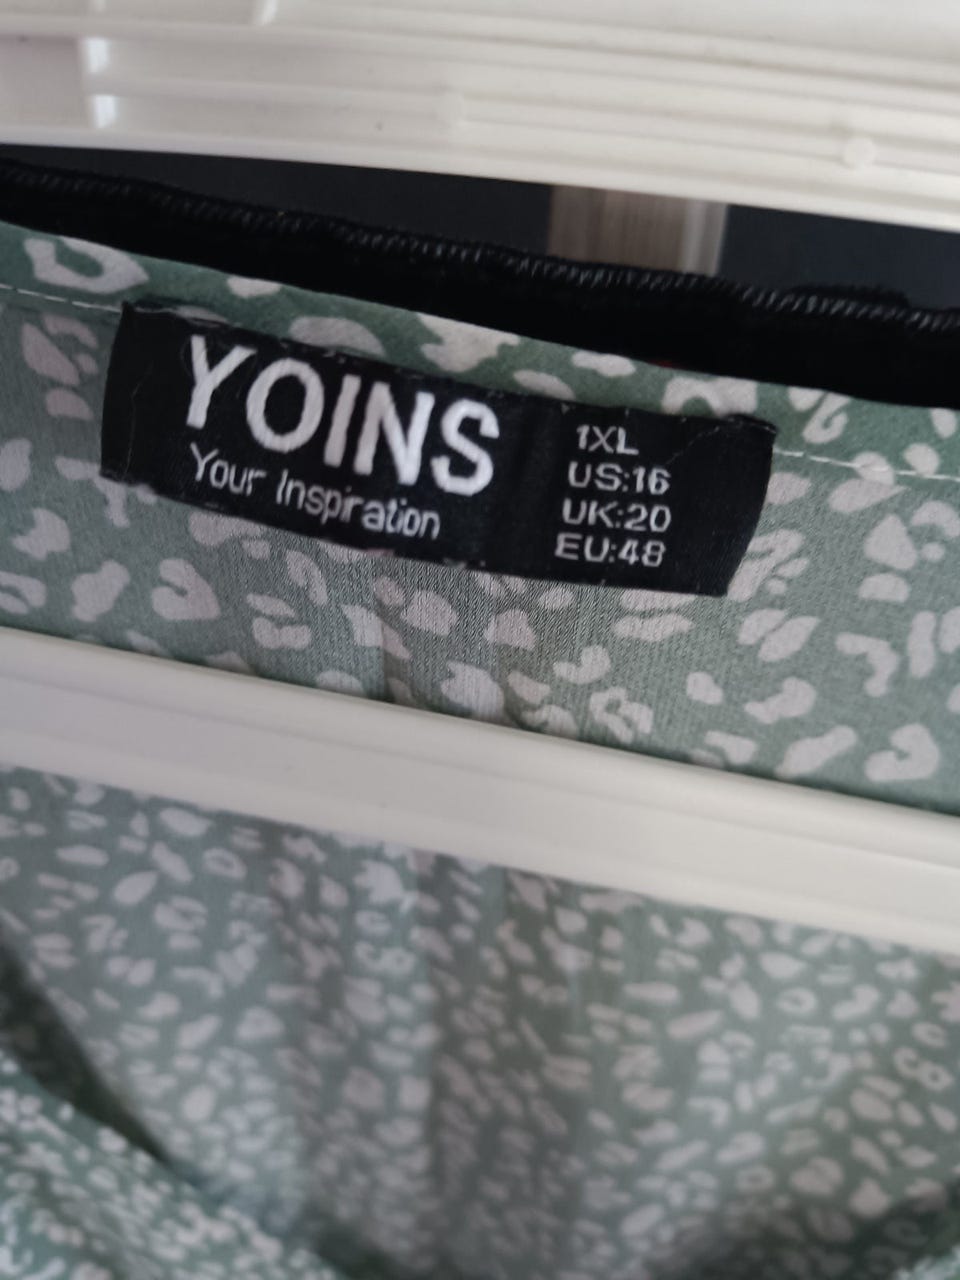 YOINS
Your Inspiration
1XL
US:16
UK:20
EU:48